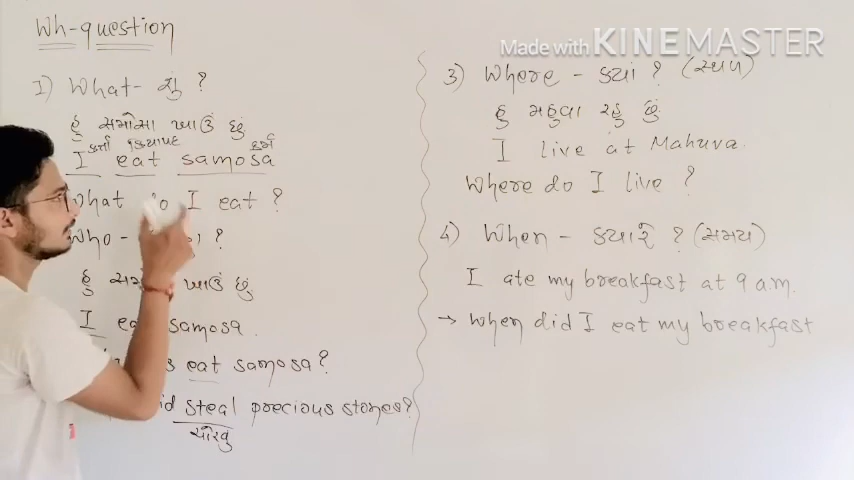 Wh-question
1) What - શું ?
હું સમોસા ખાઉં છું
કર્તા ક્રિયાપદ કર્મ
I eat samosa
What do I eat ?
Who - ?
હું ખાઉં છું
I eat samosa.
eat samosa?
steal precious stones?
ચોરવું
Made with KINEMASTER
3) Where - ક્યાં ? (સ્થળ)
હું મહુવા રહું છું
I live at Mahuva.
Where do I live ?
4) When - ક્યારે ? (સમય)
I ate my breakfast at 9 a.m.
→ When did I eat my breakfast